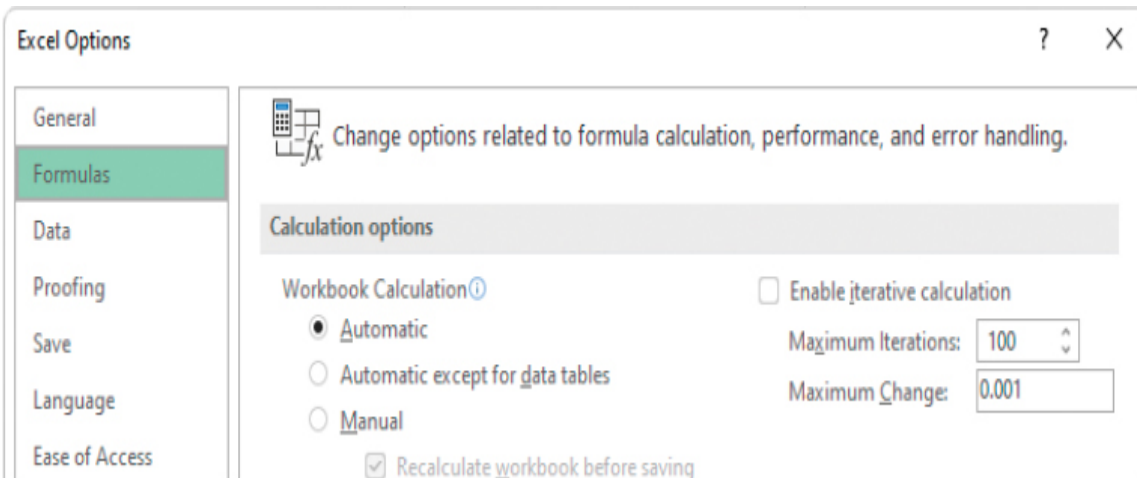 Excel Options
?
X
General
Formulas
Data
Proofing
Save
Language
Ease of Access
fx
Change options related to formula calculation, performance, and error handling.
Calculation options
Workbook Calculation
Automatic
Automatic except for data tables
Manual
Recalculate workbook before saving
Enable iterative calculation
Maximum Iterations: 100
Maximum Change: 0.001